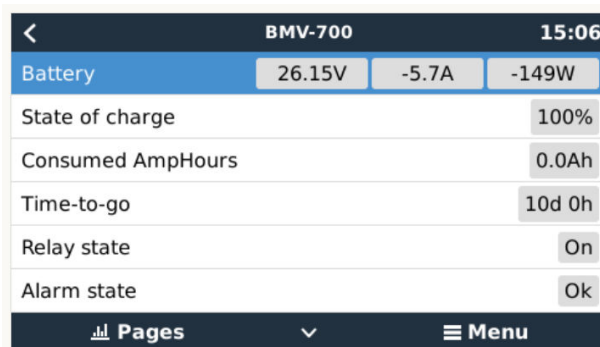 BMV-700 15:06
Battery 26.15V -5.7A -149W
State of charge 100%
Consumed AmpHours 0.0Ah
Time-to-go 10d 0h
Relay state On
Alarm state Ok
Pages Menu